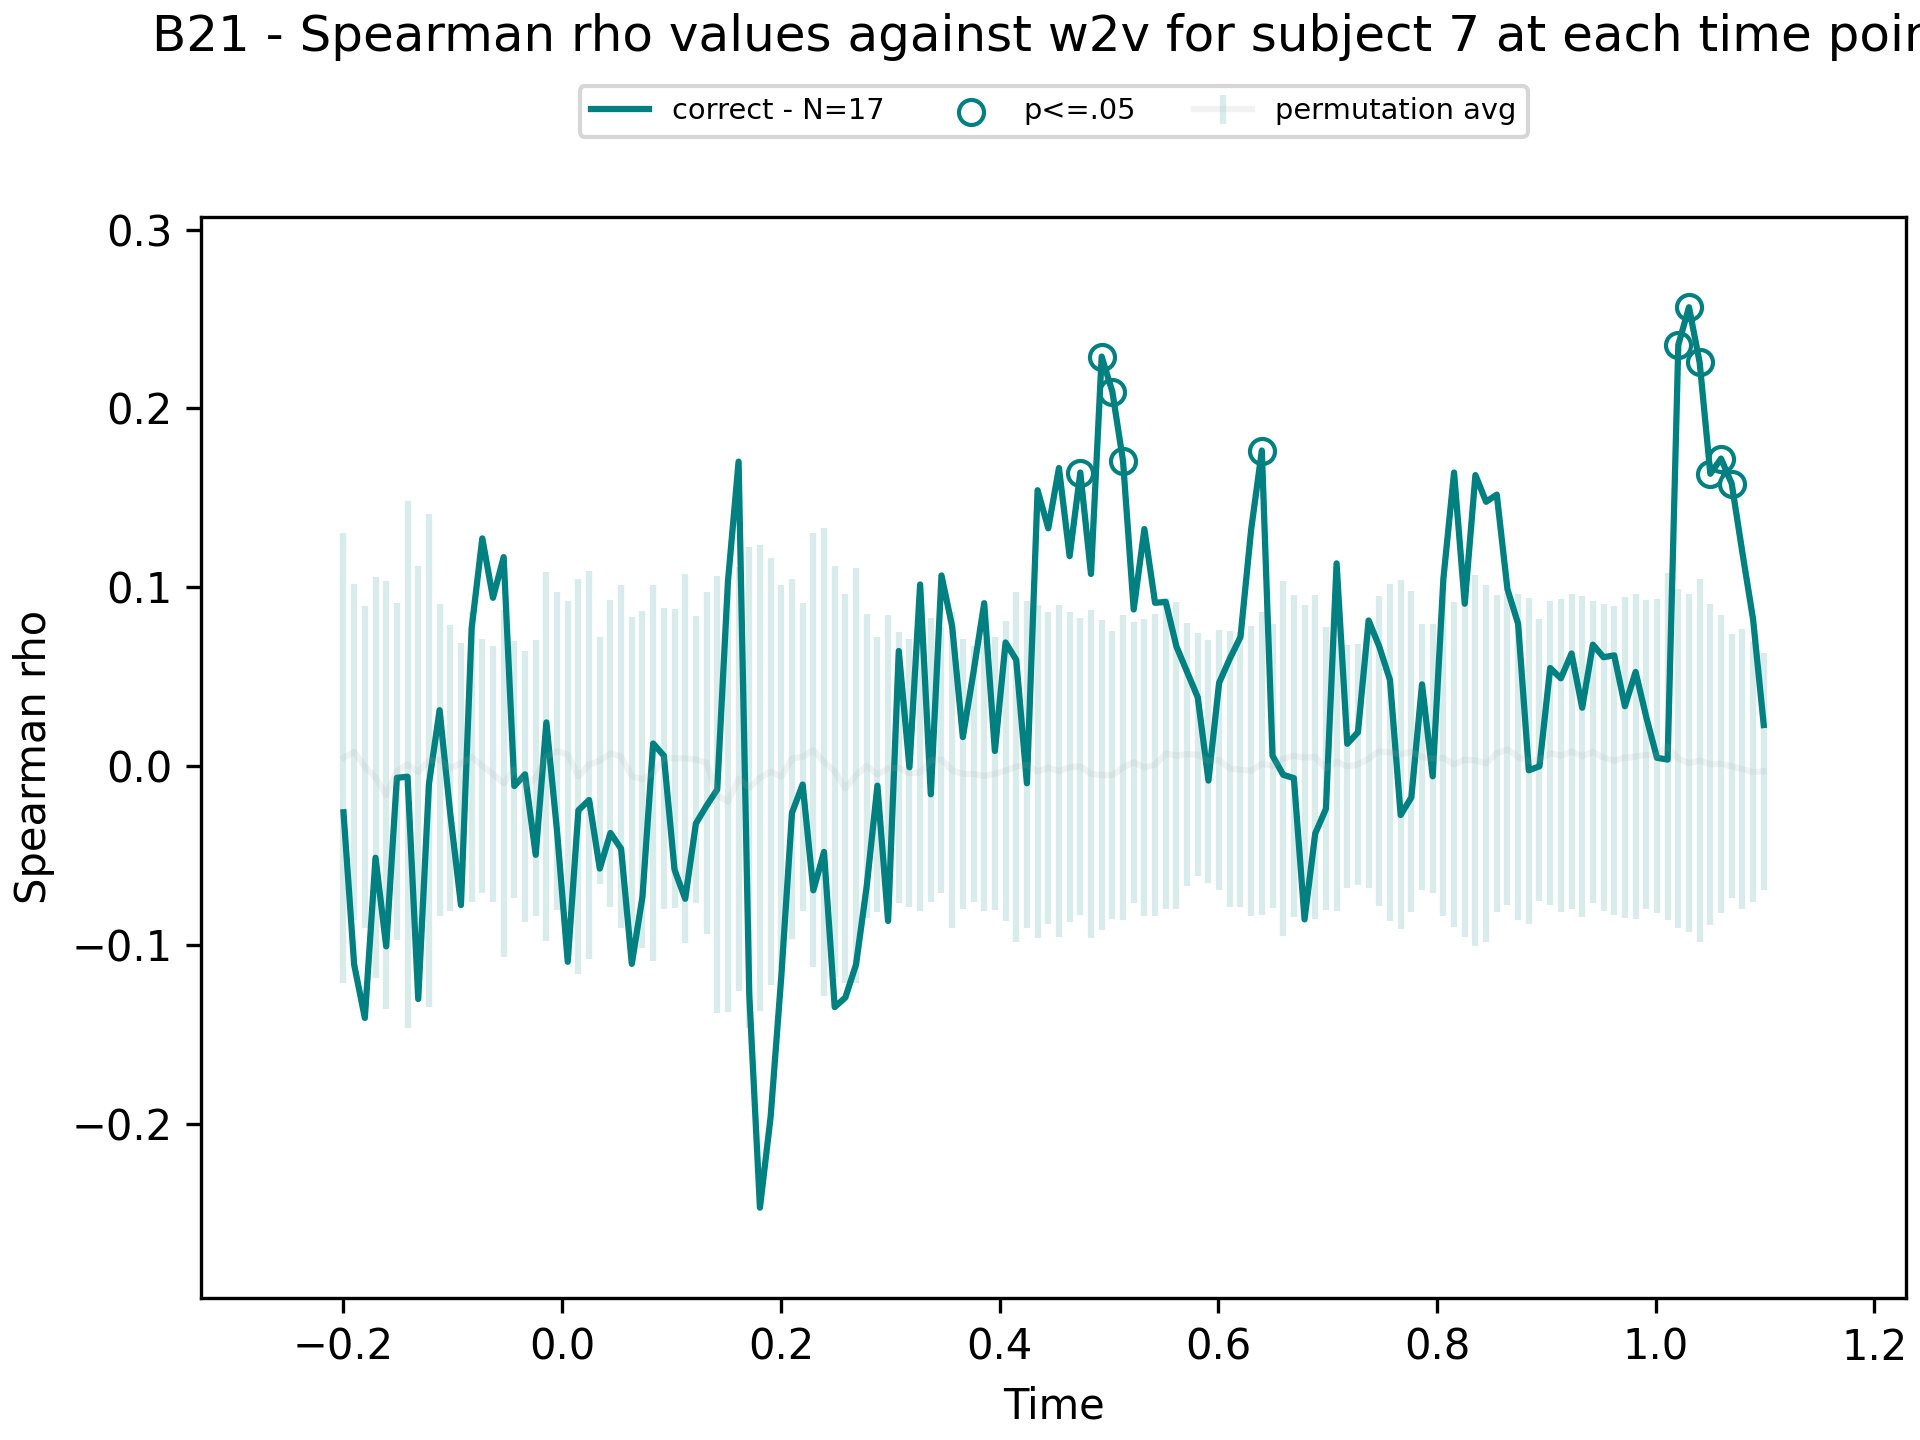 B21 - Spearman rho values against w2v for subject 7 at each time poin
correct - N=17 p<=.05 permutation avg
0.3
0.2
0.1
0.0
−0.1
−0.2
Spearman rho
−0.2 0.0 0.2 0.4 0.6 0.8 1.0 1.2
Time